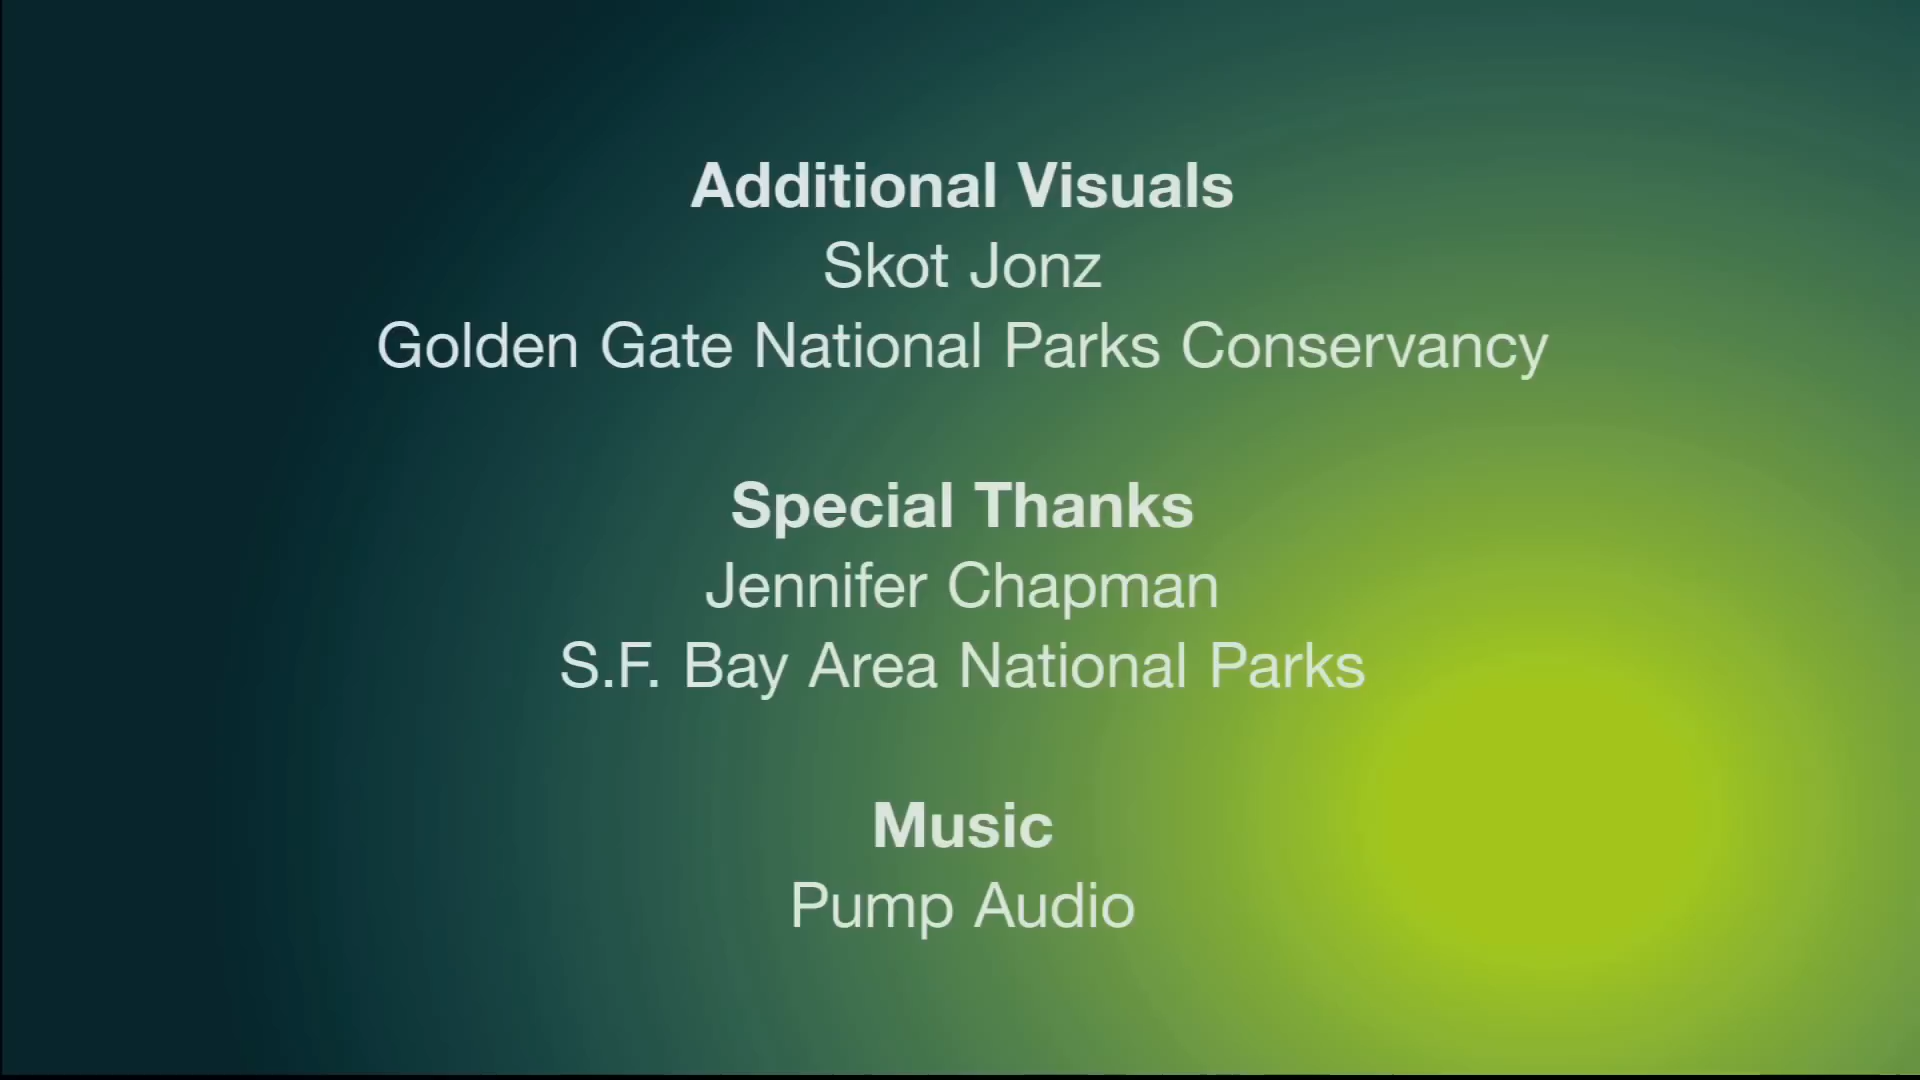 Additional Visuals
Skot Jonz
Golden Gate National Parks Conservancy
Special Thanks
Jennifer Chapman
S.F. Bay Area National Parks
Music
Pump Audio